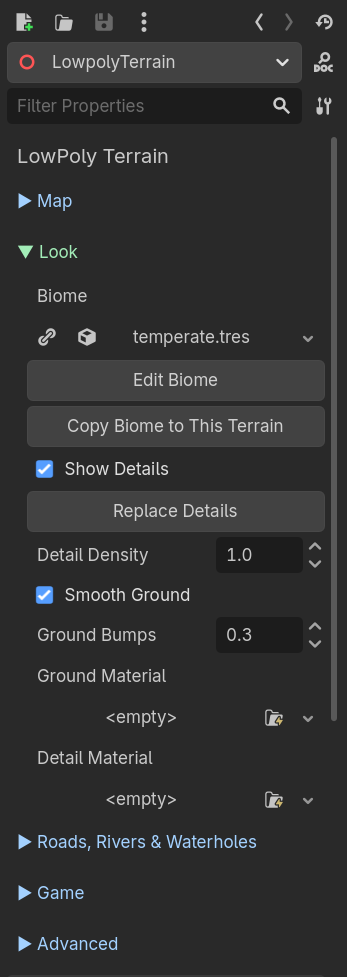 LowpolyTerrain
DOC
Filter Properties
LowPoly Terrain
Map
Look
Biome
temperate.tres
Edit Biome
Copy Biome to This Terrain
Show Details
Replace Details
Detail Density 1.0
Smooth Ground
Ground Bumps 0.3
Ground Material
<empty>
Detail Material
<empty>
Roads, Rivers & Waterholes
Game
Advanced